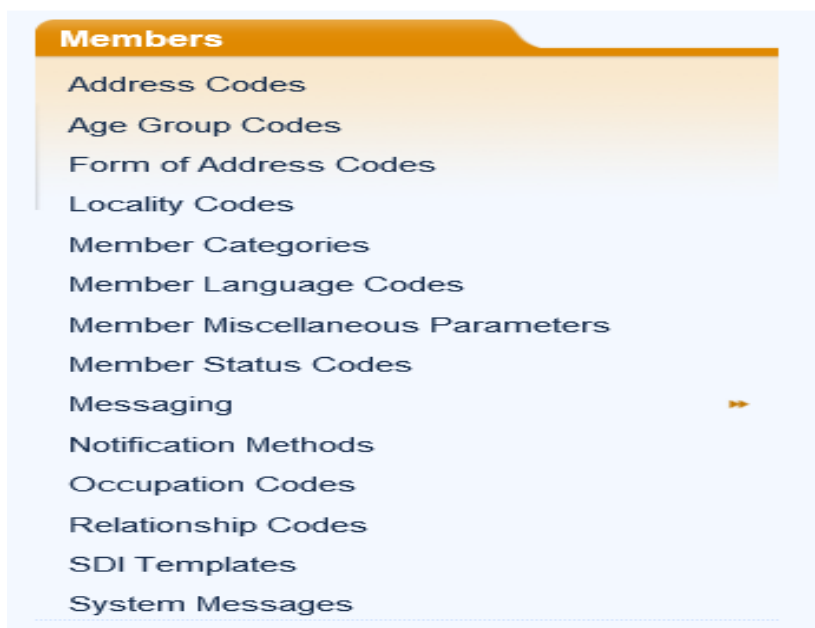 Members
Address Codes
Age Group Codes
Form of Address Codes
Locality Codes
Member Categories
Member Language Codes
Member Miscellaneous Parameters
Member Status Codes
Messaging
Notification Methods
Occupation Codes
Relationship Codes
SDI Templates
System Messages